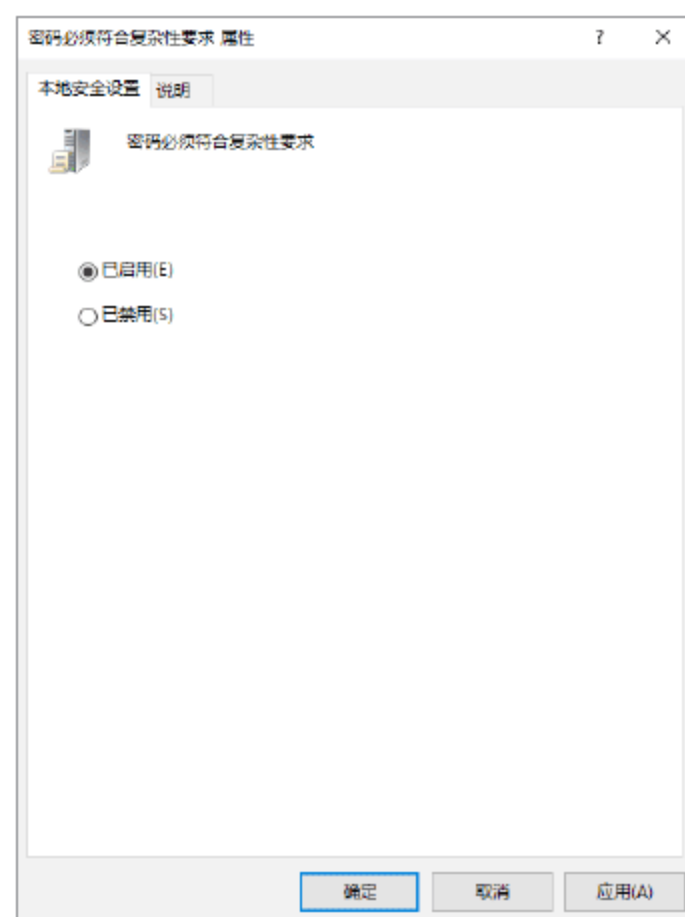 密码必须符合复杂性要求 属性 ? ×
本地安全设置 说明
密码必须符合复杂性要求
已启用(E)
已禁用(S)
确定 取消 应用(A)